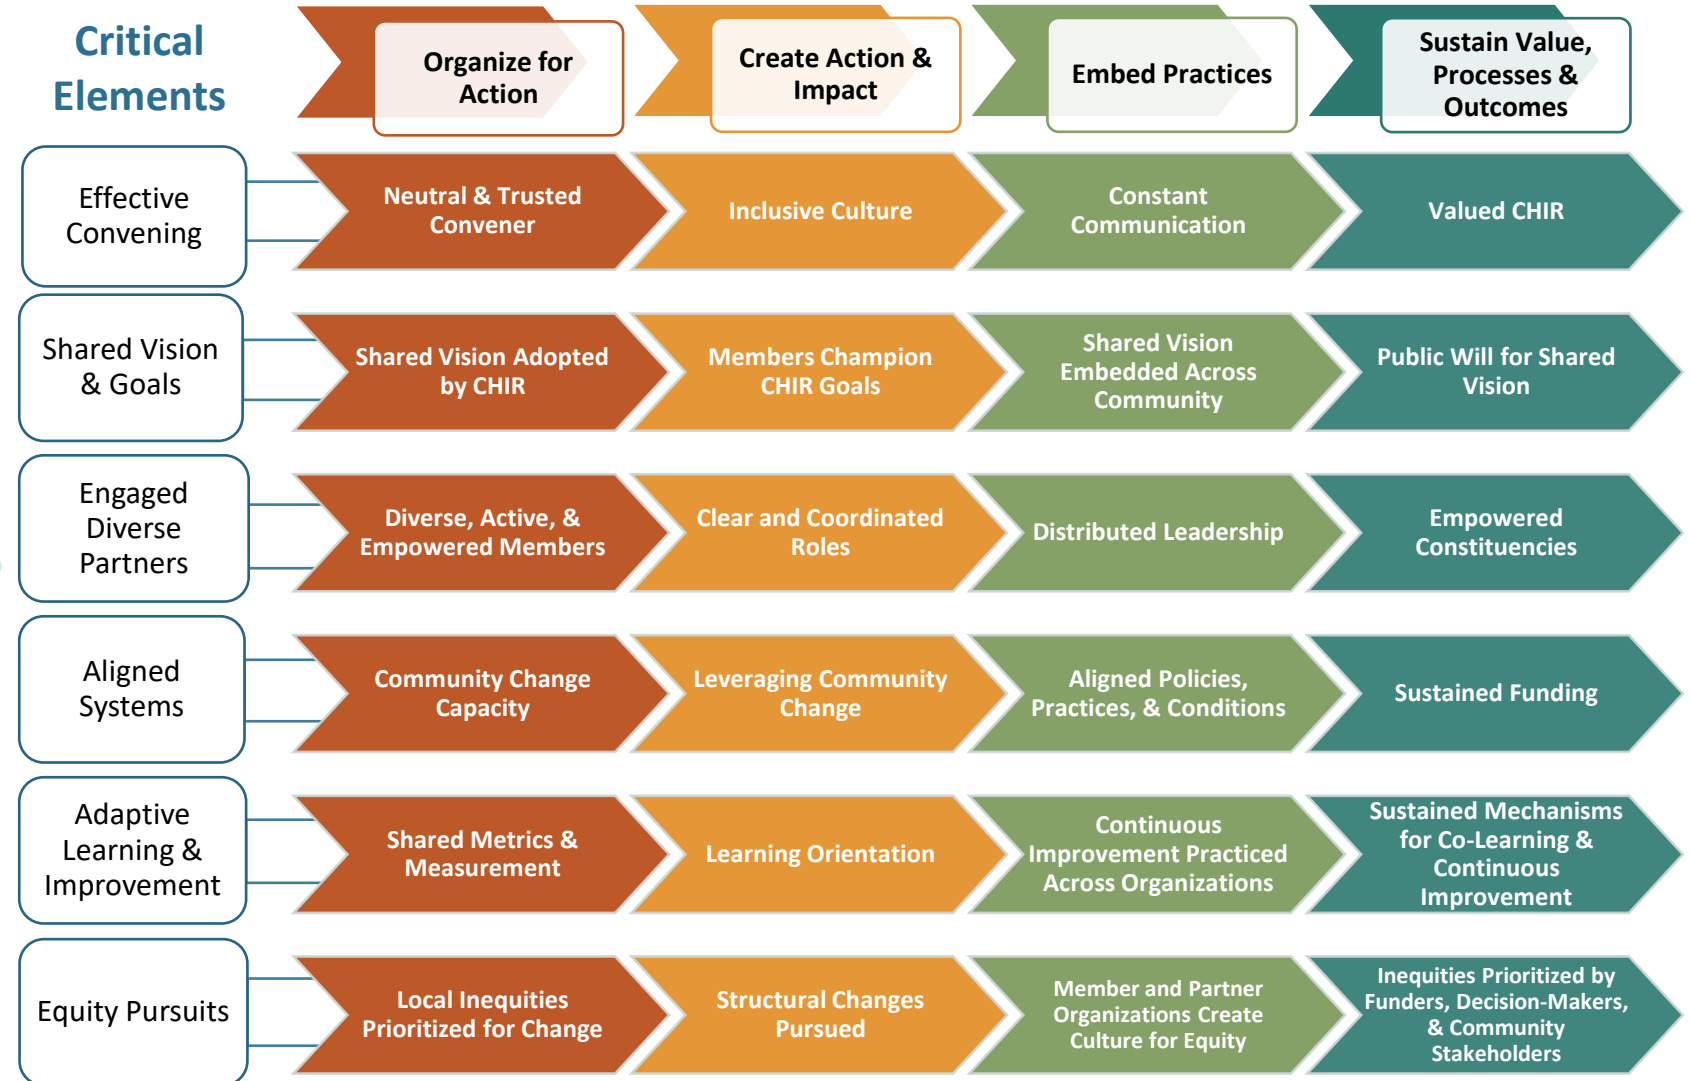 Critical
Elements
Organize for
Action
Create Action &
Impact
Embed Practices
Sustain Value,
Processes &
Outcomes
Effective
Convening
Neutral & Trusted
Convener
Inclusive Culture
Constant
Communication
Valued CHIR
Shared Vision
& Goals
Shared Vision Adopted
by CHIR
Members Champion
CHIR Goals
Shared Vision
Embedded Across
Community
Public Will for Shared
Vision
Engaged
Diverse
Partners
Diverse, Active, &
Empowered Members
Clear and Coordinated
Roles
Distributed Leadership
Empowered
Constituencies
Aligned
Systems
Community Change
Capacity
Leveraging Community
Change
Aligned Policies,
Practices, & Conditions
Sustained Funding
Adaptive
Learning &
Improvement
Shared Metrics &
Measurement
Learning Orientation
Continuous
Improvement Practiced
Across Organizations
Sustained Mechanisms
for Co-Learning &
Continuous
Improvement
Equity Pursuits
Local Inequities
Prioritized for Change
Structural Changes
Pursued
Member and Partner
Organizations Create
Culture for Equity
Inequities Prioritized by
Funders, Decision-Makers,
& Community
Stakeholders